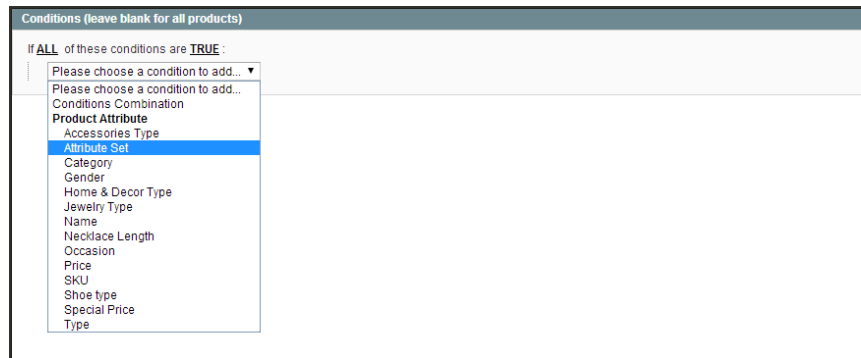 Conditions (leave blank for all products)
If ALL of these conditions are TRUE :
Please choose a condition to add...
Please choose a condition to add...
Conditions Combination
Product Attribute
Accessories Type
Attribute Set
Category
Gender
Home & Decor Type
Jewelry Type
Name
Necklace Length
Occasion
Price
SKU
Shoe type
Special Price
Type